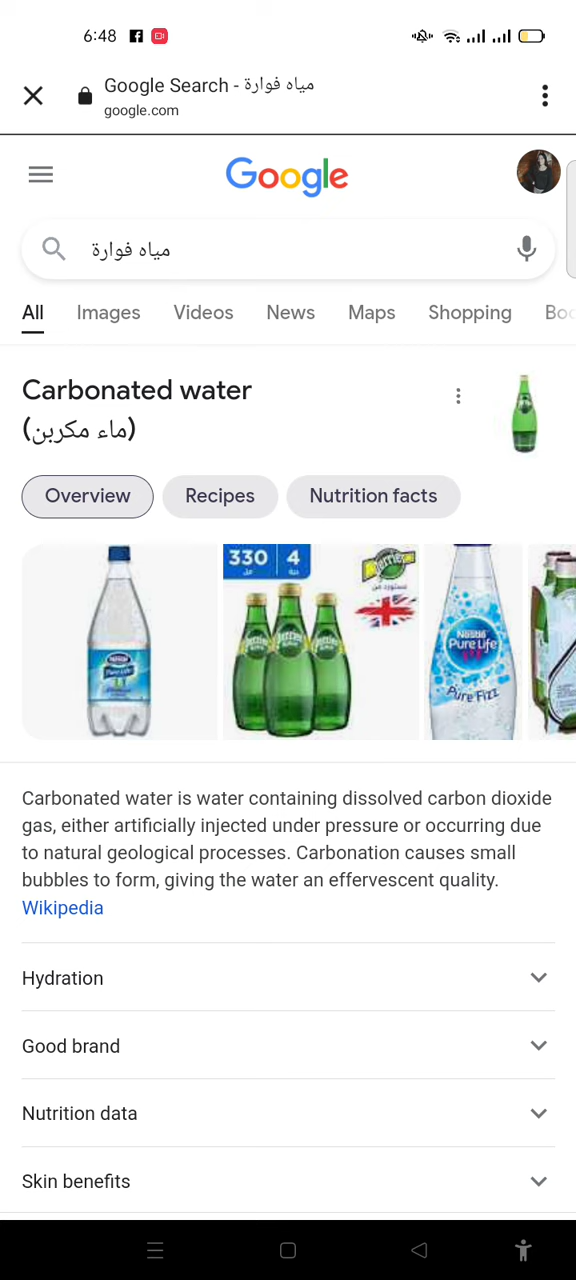 6:48
Google Search - مياه فوارة
google.com
Google
مياه فوارة
All Images Videos News Maps Shopping Boo
Carbonated water
(ماء مكربن)
Overview Recipes Nutrition facts
330 4
Nestlé
Pure Life
Pure Fizz
Carbonated water is water containing dissolved carbon dioxide
gas, either artificially injected under pressure or occurring due
to natural geological processes. Carbonation causes small
bubbles to form, giving the water an effervescent quality.
Wikipedia
Hydration
Good brand
Nutrition data
Skin benefits